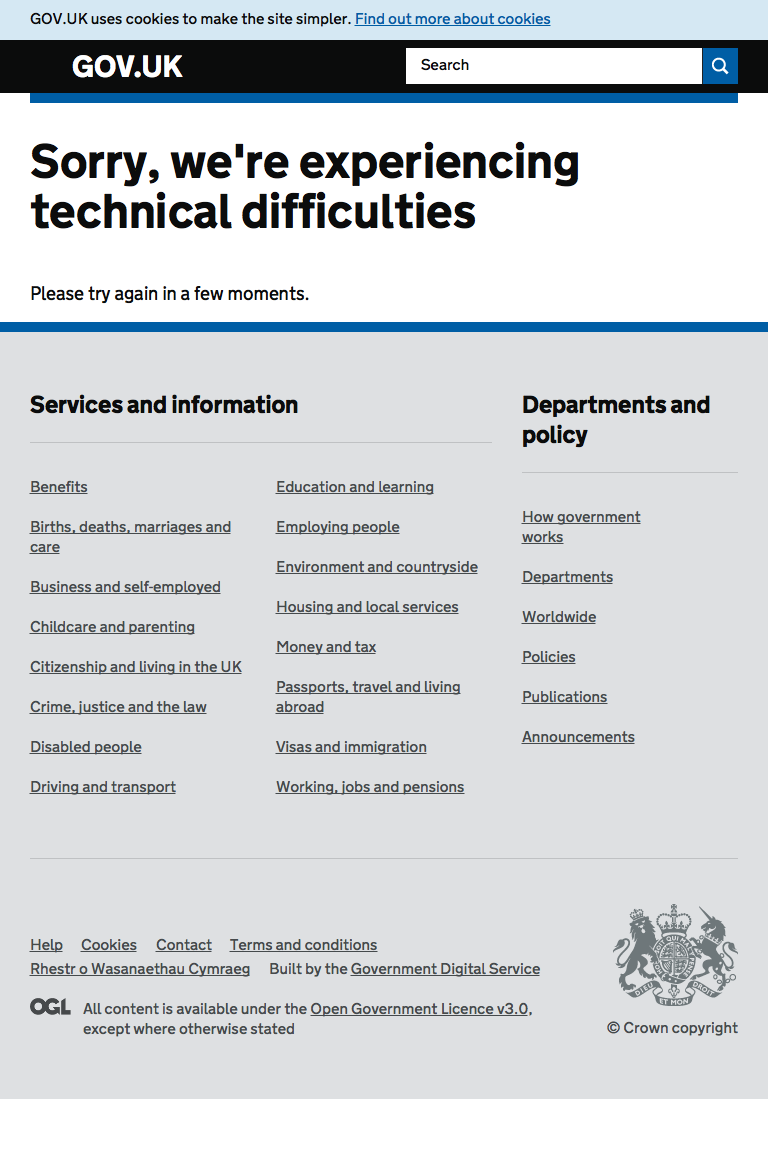 GOV.UK uses cookies to make the site simpler. Find out more about cookies
GOV.UK
Search
Sorry, we're experiencing
technical difficulties
Please try again in a few moments.
Services and information
Benefits
Births, deaths, marriages and
care
Business and self-employed
Childcare and parenting
Citizenship and living in the UK
Crime, justice and the law
Disabled people
Driving and transport
Education and learning
Employing people
Environment and countryside
Housing and local services
Money and tax
Passports, travel and living
abroad
Visas and immigration
Working, jobs and pensions
Departments and
policy
How government
works
Departments
Worldwide
Policies
Publications
Announcements
Help Cookies Contact Terms and conditions
Rhestr o Wasanaethau Cymraeg Built by the Government Digital Service
OGL All content is available under the Open Government Licence v3.0,
except where otherwise stated
DIEU ET MON DROIT
© Crown copyright